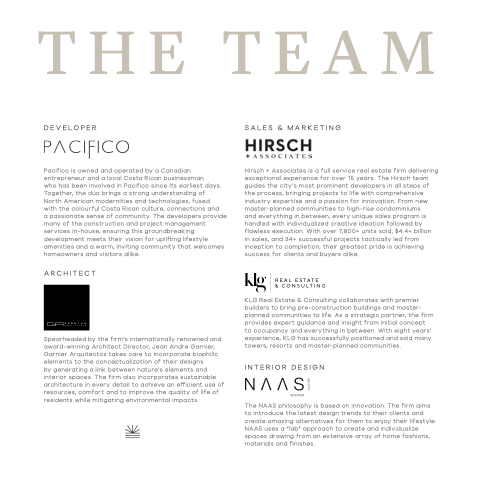 THE TEAM
DEVELOPER
PACIFICO
Pacifico is owned and operated by a Canadian
entrepreneur and a local Costa Rican businessman
who has been involved in Pacifico since its earliest days.
Together, the duo brings a strong understanding of
North American modernities and technologies, fused
with the colourful Costa Rican culture, connections and
a passionate sense of community. The developers provide
many of the construction and project management
services in-house, ensuring this groundbreaking
development meets their vision for uplifting lifestyle
amenities and a warm, inviting community that welcomes
homeowners and visitors alike.
ARCHITECT
Spearheaded by the firm's internationally renowned and
award-winning Architect Director, Jean Andre Garnier,
Garnier Arquitectos takes care to incorporate biophilic
elements to the conceptualization of their designs
by generating a link between nature's elements and
interior spaces. The firm also incorporates sustainable
architecture in every detail to achieve an efficient use of
resources, comfort and to improve the quality of life of
residents while mitigating environmental impacts.
SALES & MARKETING
HIRSCH
+ASSOCIATES
Hirsch + Associates is a full service real estate firm delivering
exceptional experience for over 15 years. The Hirsch team
guides the city's most prominent developers in all steps of
the process, bringing projects to life with comprehensive
industry expertise and a passion for innovation. From new
master-planned communities to high-rise condominiums
and everything in between, every unique sales program is
handled with individualized creative ideation followed by
flawless execution. With over 7,800+ units sold, $4.4+ billion
in sales, and 94+ successful projects tactically led from
inception to completion, their greatest pride is achieving
success for clients and buyers alike.
klg REAL ESTATE
& CONSULTING
KLG Real Estate & Consulting collaborates with premier
builders to bring pre-construction buildings and master-
planned communities to life. As a strategic partner, the firm
provides expert guidance and insight from initial concept
to occupancy and everything in between. With eight years'
experience, KLG has successfully positioned and sold many
towers, resorts and master-planned communities.
INTERIOR DESIGN
NAAS
The NAAS philosophy is based on innovation. The firm aims
to introduce the latest design trends to their clients and
create amazing alternatives for them to enjoy their lifestyle.
NAAS uses a "lab" approach to create and individualize
spaces drawing from an extensive array of home fashions,
materials and finishes.